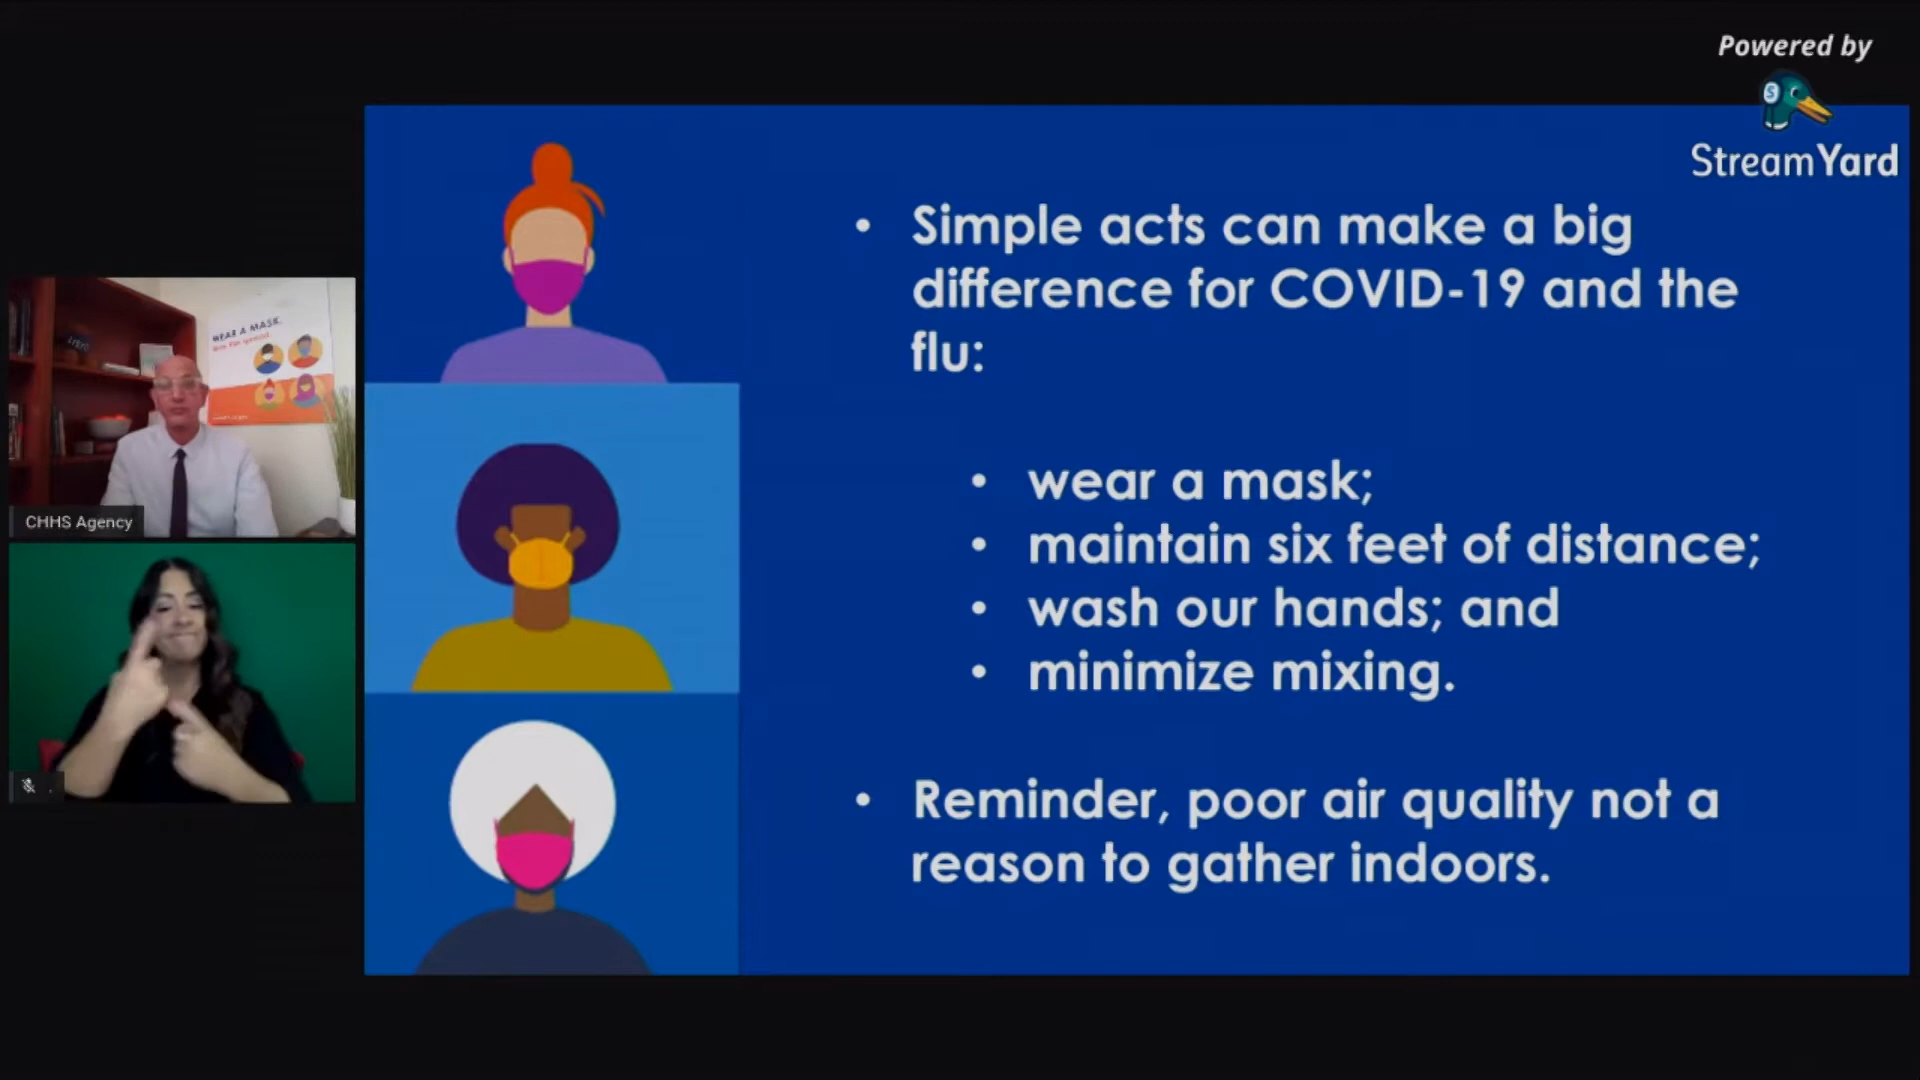 Powered by
StreamYard
• Simple acts can make a big
difference for COVID-19 and the
flu:
• wear a mask;
• maintain six feet of distance;
• wash our hands; and
• minimize mixing.
• Reminder, poor air quality not a
reason to gather indoors.
WEAR A MASK.
CHHS Agency